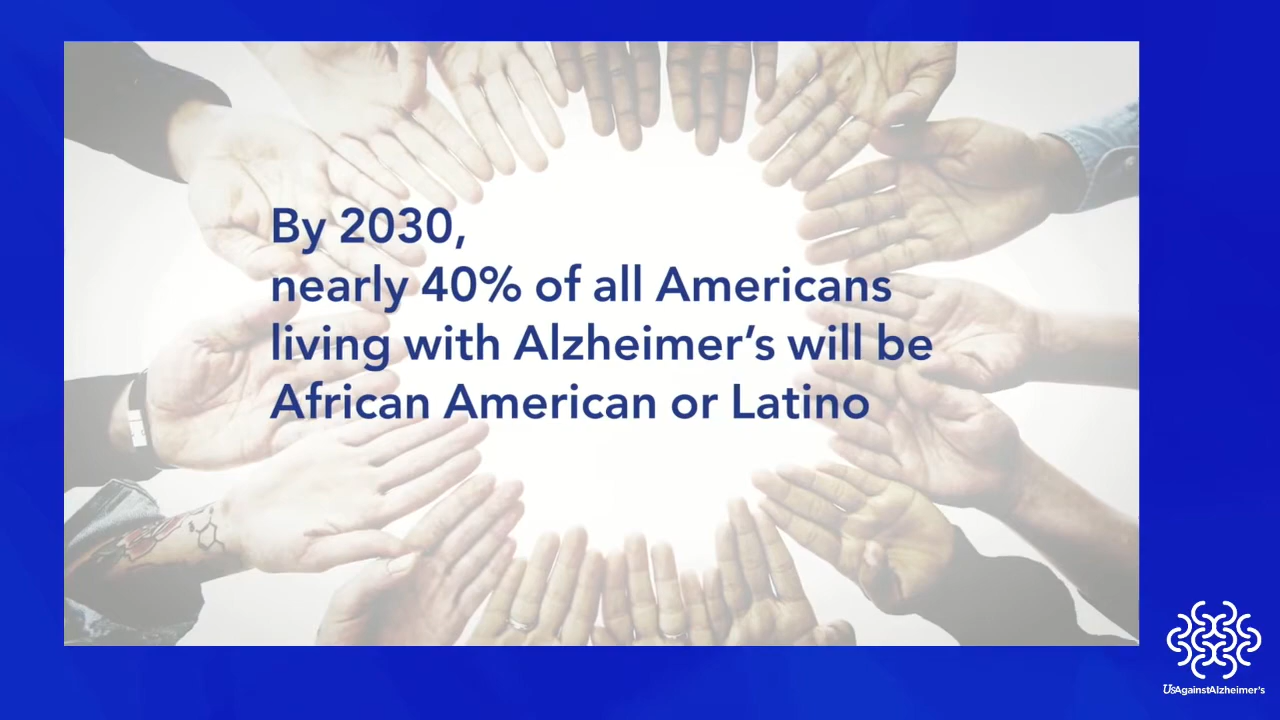 By 2030,
nearly 40% of all Americans
living with Alzheimer’s will be
African American or Latino
UsAgainstAlzheimer's